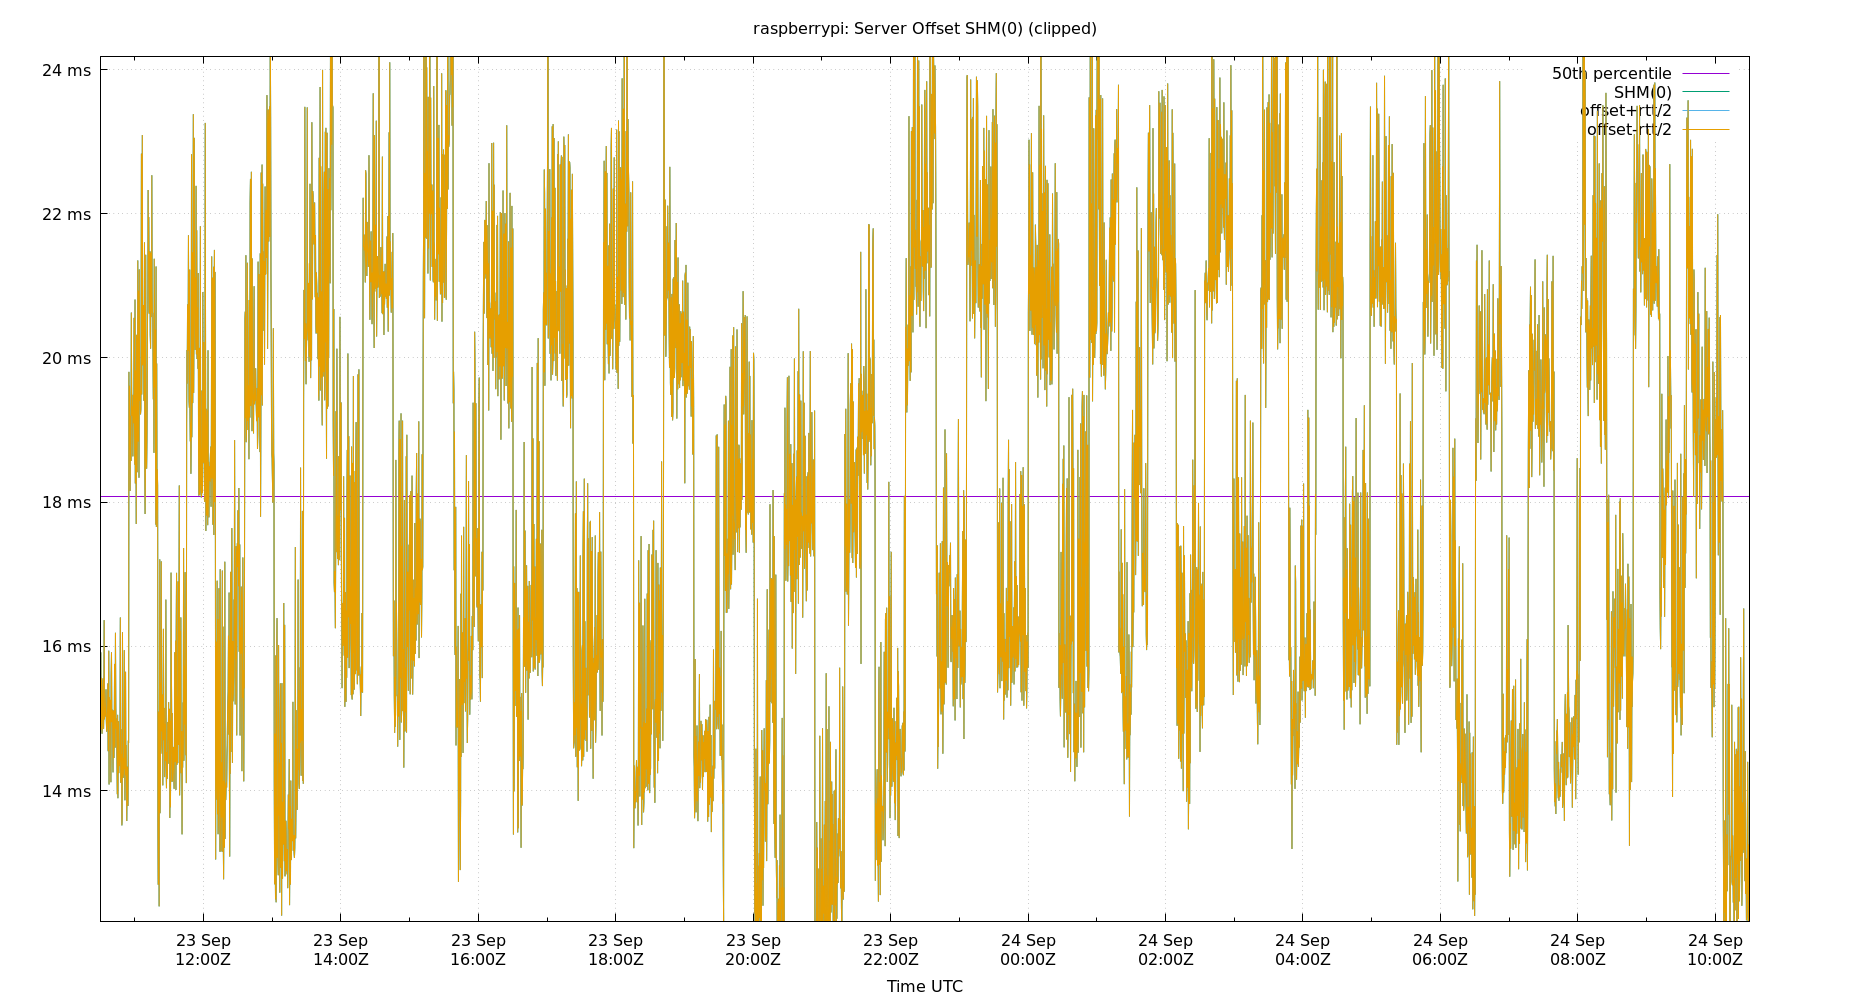 raspberrypi: Server Offset SHM(0) (clipped)
24 ms
22 ms
20 ms
18 ms
16 ms
14 ms
50th percentile
SHM(0)
offset+rtt/2
offset-rtt/2
23 Sep 23 Sep 23 Sep 23 Sep 23 Sep 23 Sep 24 Sep 24 Sep 24 Sep 24 Sep 24 Sep 24 Sep
12:00Z 14:00Z 16:00Z 18:00Z 20:00Z 22:00Z 00:00Z 02:00Z 04:00Z 06:00Z 08:00Z 10:00Z
Time UTC